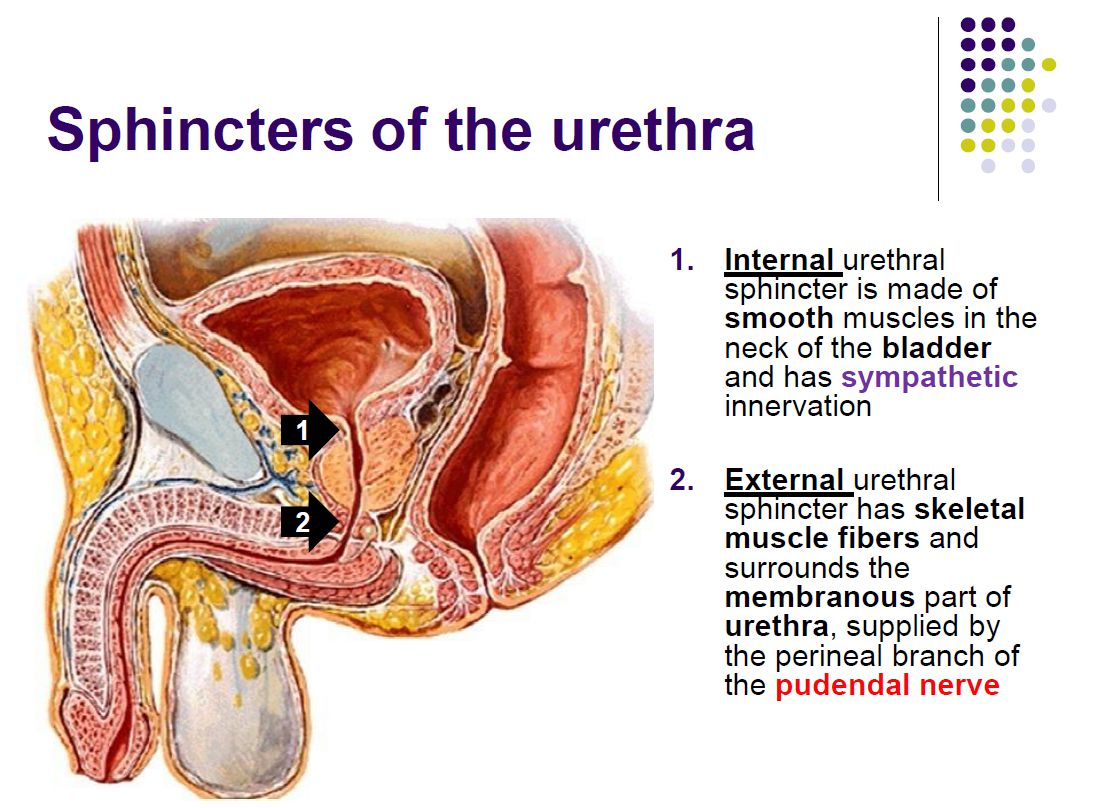 Sphincters of the urethra
1. Internal urethral
sphincter is made of
smooth muscles in the
neck of the bladder
and has sympathetic
innervation
2. External urethral
sphincter has skeletal
muscle fibers and
surrounds the
membranous part of
urethra, supplied by
the perineal branch of
the pudendal nerve
1
2